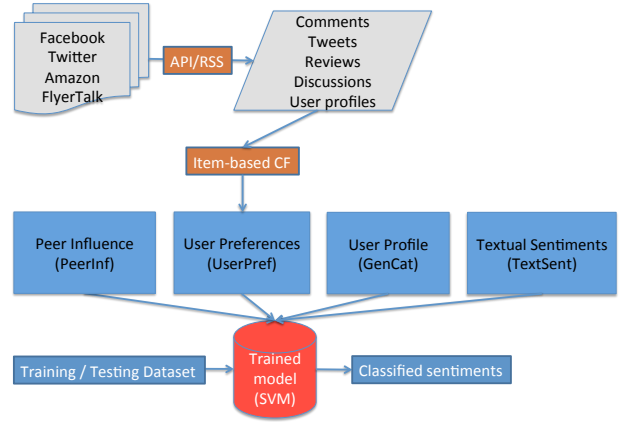 Facebook
Twitter
Amazon
FlyerTalk
API/RSS
Comments
Tweets
Reviews
Discussions
User profiles
Item-based CF
Peer Influence
(PeerInf)
User Preferences
(UserPref)
User Profile
(GenCat)
Textual Sentiments
(TextSent)
Training / Testing Dataset
Trained
model
(SVM)
Classified sentiments